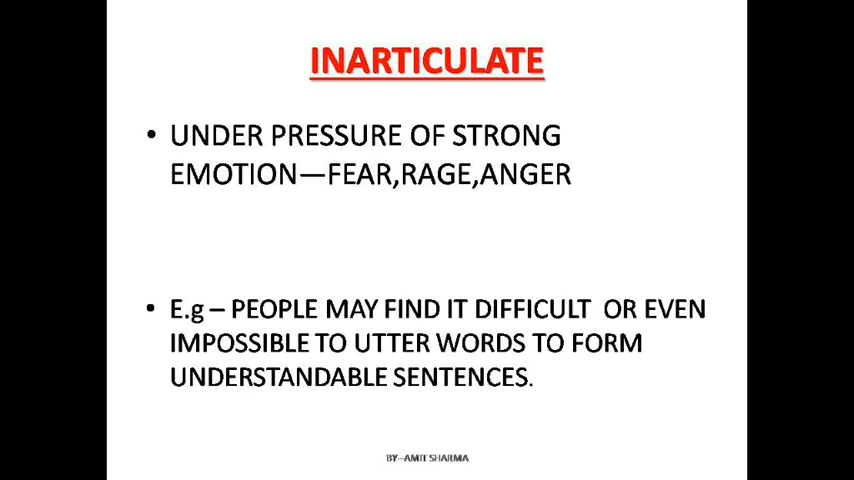 INARTICULATE
• UNDER PRESSURE OF STRONG
EMOTION—FEAR,RAGE,ANGER
• E.g – PEOPLE MAY FIND IT DIFFICULT OR EVEN
IMPOSSIBLE TO UTTER WORDS TO FORM
UNDERSTANDABLE SENTENCES.
BY--AMIT SHARMA